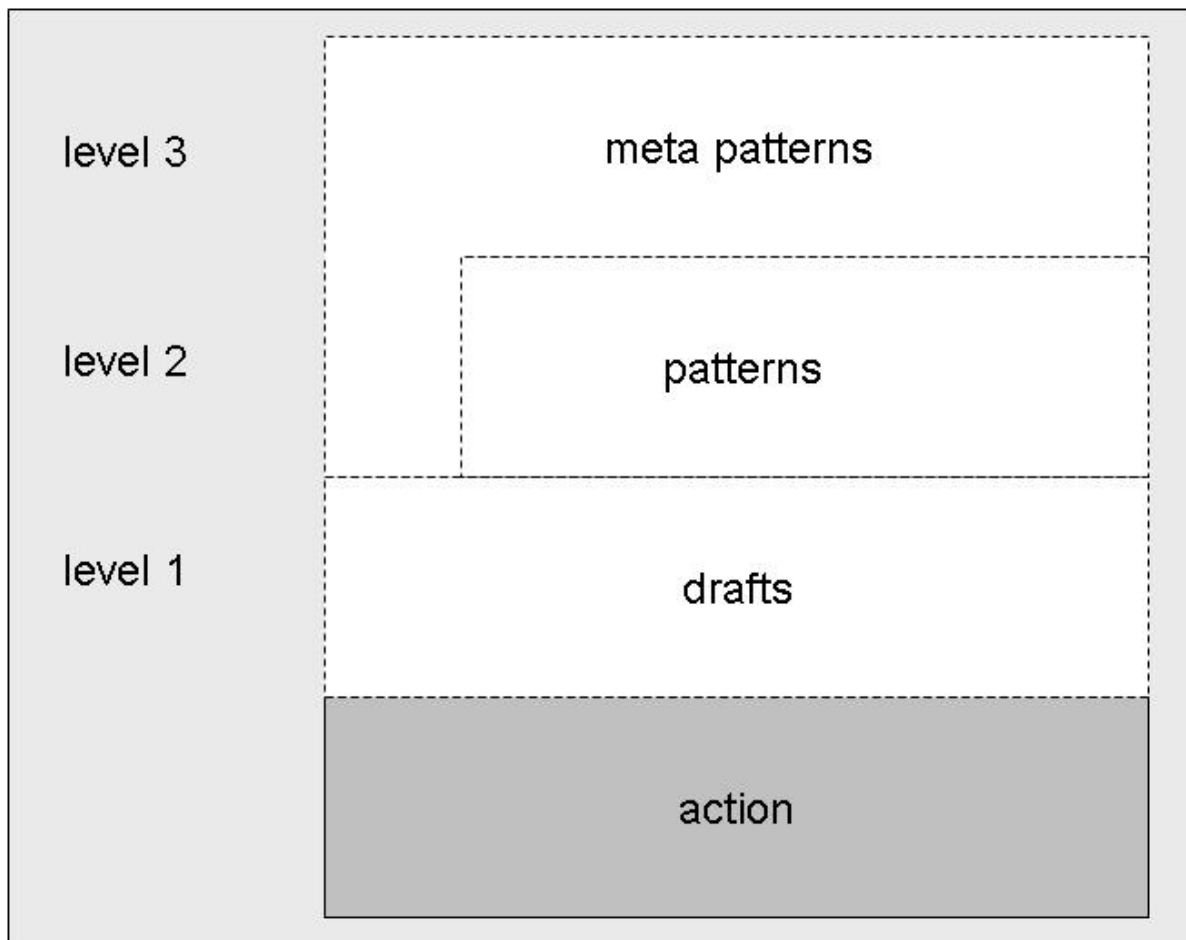 level 3
meta patterns
level 2
patterns
level 1
drafts
action